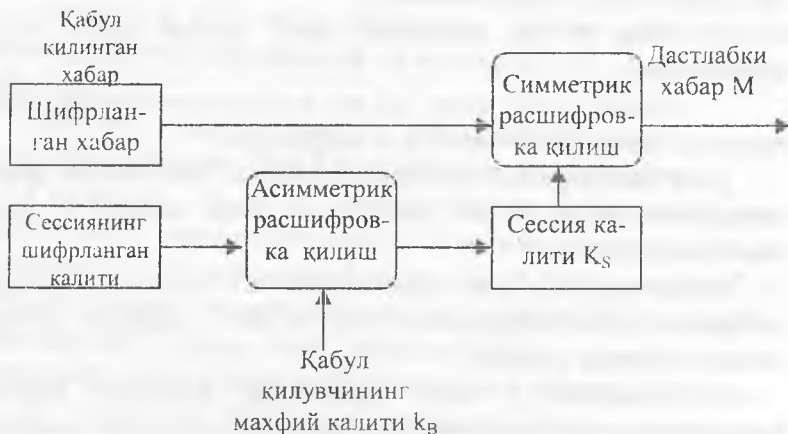 Қабул
қилинган
хабар
Шифрлан-
ган хабар
Симметрик
расшифров-
ка қилиш
Дастлабки
хабар М
Сессиянинг
шифрланган
калити
Асимметрик
расшифров-
ка қилиш
Сессия ка-
лити K_S
Қабул
қилувчининг
махфий калити k_B